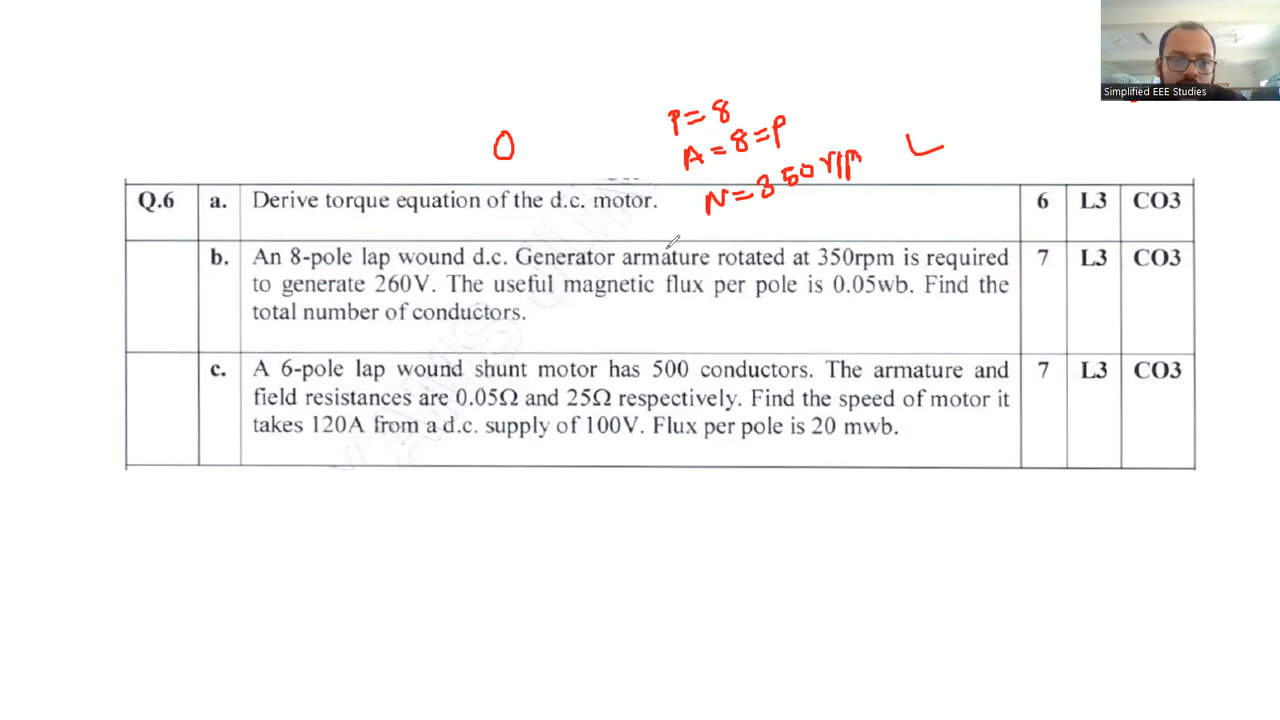 Simplified EEE Studies
P=8
A=8=P
N=350 rpm
Q.6 a. Derive torque equation of the d.c. motor. 6 L3 CO3
b. An 8-pole lap wound d.c. Generator armature rotated at 350rpm is required 7 L3 CO3
to generate 260V. The useful magnetic flux per pole is 0.05wb. Find the
total number of conductors.
c. A 6-pole lap wound shunt motor has 500 conductors. The armature and 7 L3 CO3
field resistances are 0.05Ω and 25Ω respectively. Find the speed of motor it
takes 120A from a d.c. supply of 100V. Flux per pole is 20 mwb.